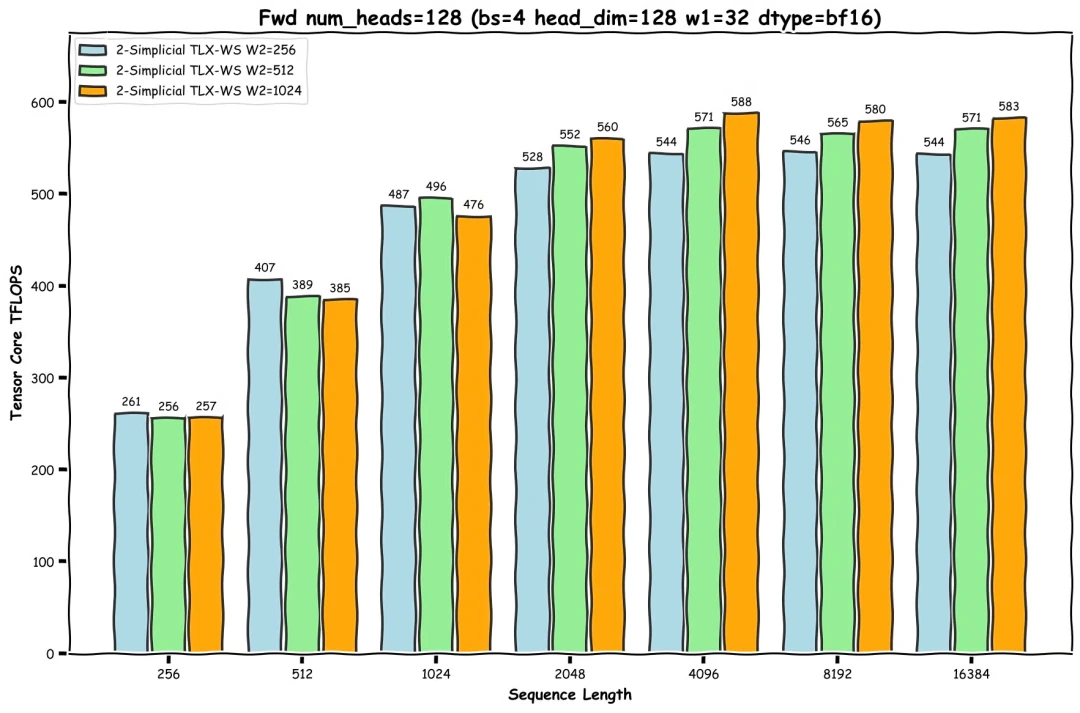 Fwd num_heads=128 (bs=4 head_dim=128 w1=32 dtype=bf16)
2-Simplicial TLX-WS W2=256
2-Simplicial TLX-WS W2=512
2-Simplicial TLX-WS W2=1024
Tensor Core TFLOPS
600
500
400
300
200
100
0
261 256 257
407 389 385
487 496 476
528 552 560
544 571 588
546 565 580
544 571 583
256 512 1024 2048 4096 8192 16384
Sequence Length